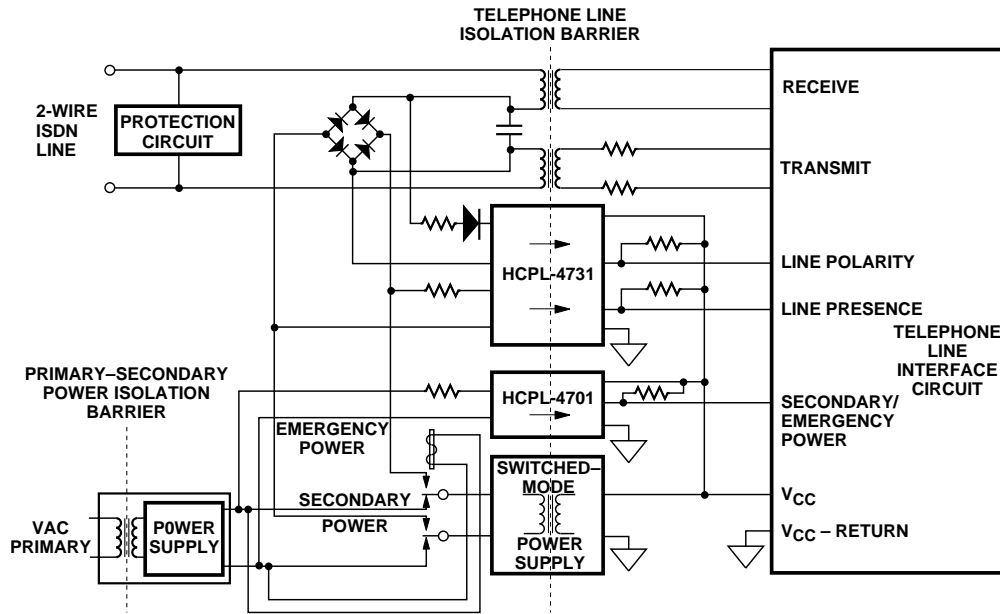 TELEPHONE LINE
ISOLATION BARRIER
2-WIRE
ISDN
LINE
PROTECTION
CIRCUIT
RECEIVE
TRANSMIT
HCPL-4731
LINE POLARITY
LINE PRESENCE
TELEPHONE
LINE
INTERFACE
CIRCUIT
PRIMARY–SECONDARY
POWER ISOLATION
BARRIER
HCPL-4701
SECONDARY/
EMERGENCY
POWER
EMERGENCY
POWER
SECONDARY
POWER
SWITCHED–
MODE
POWER
SUPPLY
VAC
PRIMARY
P0WER
SUPPLY
VCC
VCC – RETURN